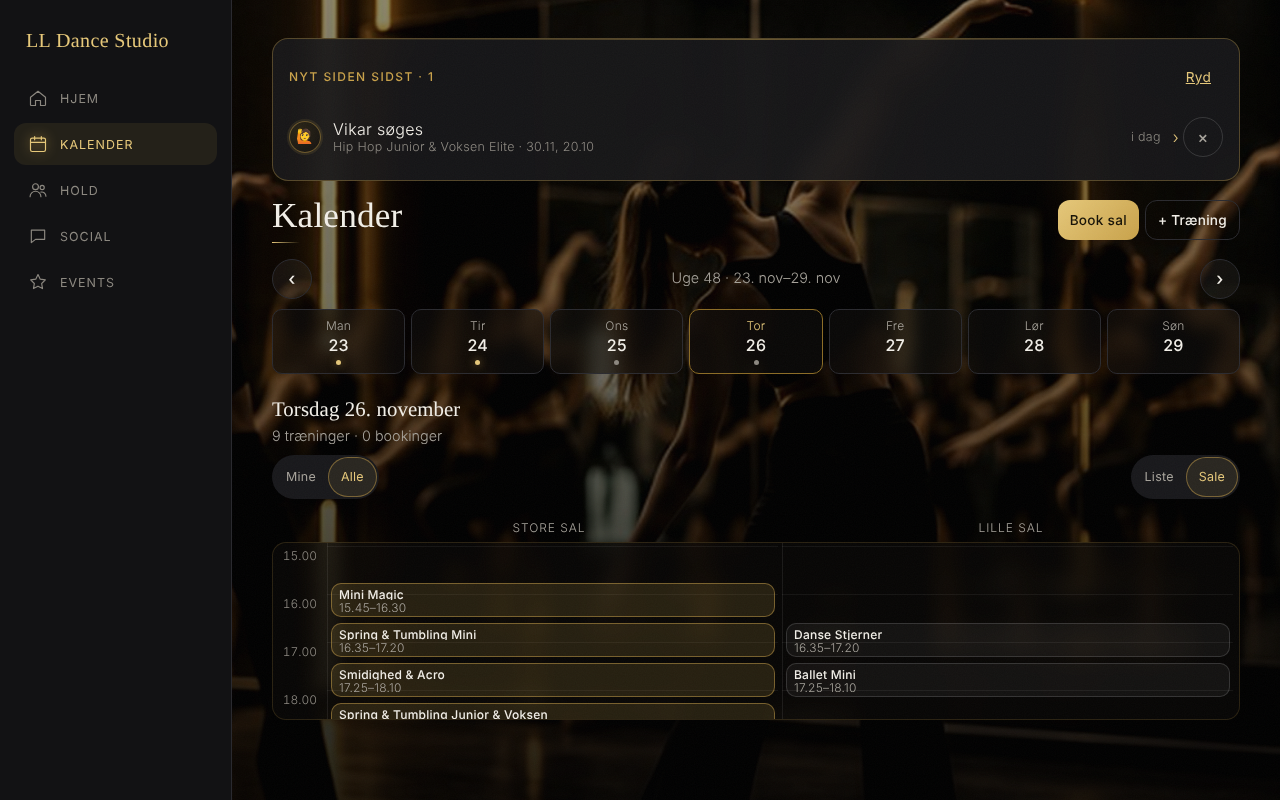 LL Dance Studio
HJEM
KALENDER
HOLD
SOCIAL
EVENTS
NYT SIDEN SIDST · 1
Ryd
Vikar søges
Hip Hop Junior & Voksen Elite · 30.11, 20.10
i dag › ×
Kalender
Book sal
+ Træning
‹
Uge 48 · 23. nov–29. nov
›
Man
23
Tir
24
Ons
25
Tor
26
Fre
27
Lør
28
Søn
29
Torsdag 26. november
9 træninger · 0 bookinger
Mine
Alle
Liste
Sale
STORE SAL
LILLE SAL
15.00
16.00
17.00
18.00
Mini Magic
15.45–16.30
Spring & Tumbling Mini
16.35–17.20
Smidighed & Acro
17.25–18.10
Spring & Tumbling Junior & Voksen
Danse Stjerner
16.35–17.20
Ballet Mini
17.25–18.10